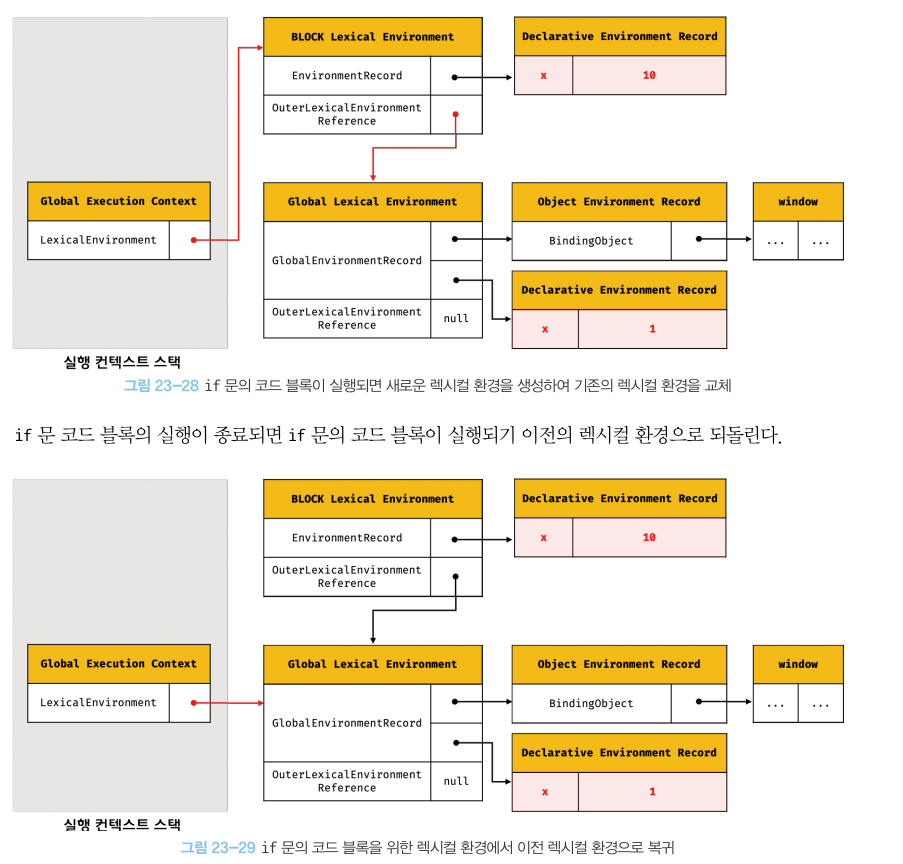 BLOCK Lexical Environment
Declarative Environment Record
EnvironmentRecord
x 10
OuterLexicalEnvironment
Reference
Global Execution Context
Global Lexical Environment
Object Environment Record
window
LexicalEnvironment
GlobalEnvironmentRecord
BindingObject
... ...
Declarative Environment Record
OuterLexicalEnvironment
Reference
null
x 1
실행 컨텍스트 스택
그림 23-28 if 문의 코드 블록이 실행되면 새로운 렉시컬 환경을 생성하여 기존의 렉시컬 환경을 교체
if 문 코드 블록의 실행이 종료되면 if 문의 코드 블록이 실행되기 이전의 렉시컬 환경으로 되돌린다.
BLOCK Lexical Environment
Declarative Environment Record
EnvironmentRecord
x 10
OuterLexicalEnvironment
Reference
Global Execution Context
Global Lexical Environment
Object Environment Record
window
LexicalEnvironment
GlobalEnvironmentRecord
BindingObject
... ...
Declarative Environment Record
OuterLexicalEnvironment
Reference
null
x 1
실행 컨텍스트 스택
그림 23-29 if 문의 코드 블록을 위한 렉시컬 환경에서 이전 렉시컬 환경으로 복귀